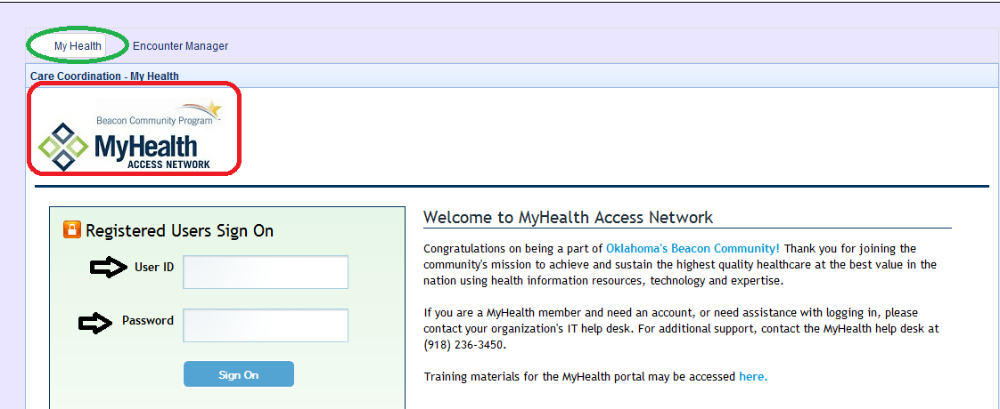 My Health Encounter Manager
Care Coordination - My Health
Beacon Community Program
MyHealth
ACCESS NETWORK
Registered Users Sign On
User ID
Password
Sign On
Welcome to MyHealth Access Network
Congratulations on being a part of Oklahoma's Beacon Community! Thank you for joining the
community's mission to achieve and sustain the highest quality healthcare at the best value in the
nation using health information resources, technology and expertise.
If you are a MyHealth member and need an account, or need assistance with logging in, please
contact your organization's IT help desk. For additional support, contact the MyHealth help desk at
(918) 236-3450.
Training materials for the MyHealth portal may be accessed here.